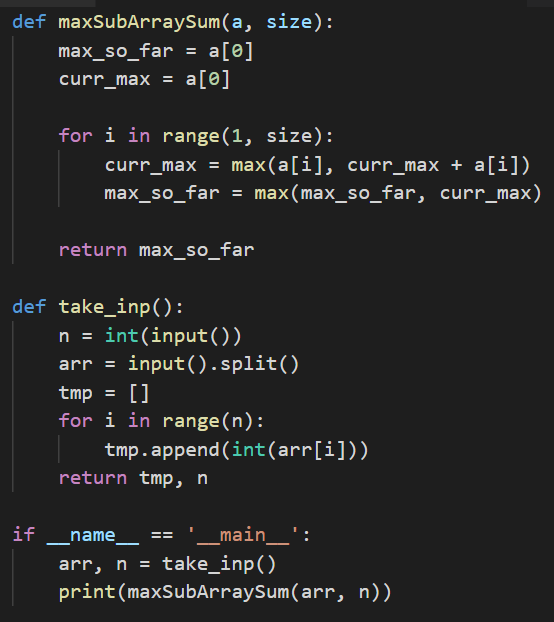 def maxSubArraySum(a, size):
    max_so_far = a[0]
    curr_max = a[0]

    for i in range(1, size):
        curr_max = max(a[i], curr_max + a[i])
        max_so_far = max(max_so_far, curr_max)

    return max_so_far

def take_inp():
    n = int(input())
    arr = input().split()
    tmp = []
    for i in range(n):
        tmp.append(int(arr[i]))
    return tmp, n

if __name__ == '__main__':
    arr, n = take_inp()
    print(maxSubArraySum(arr, n))